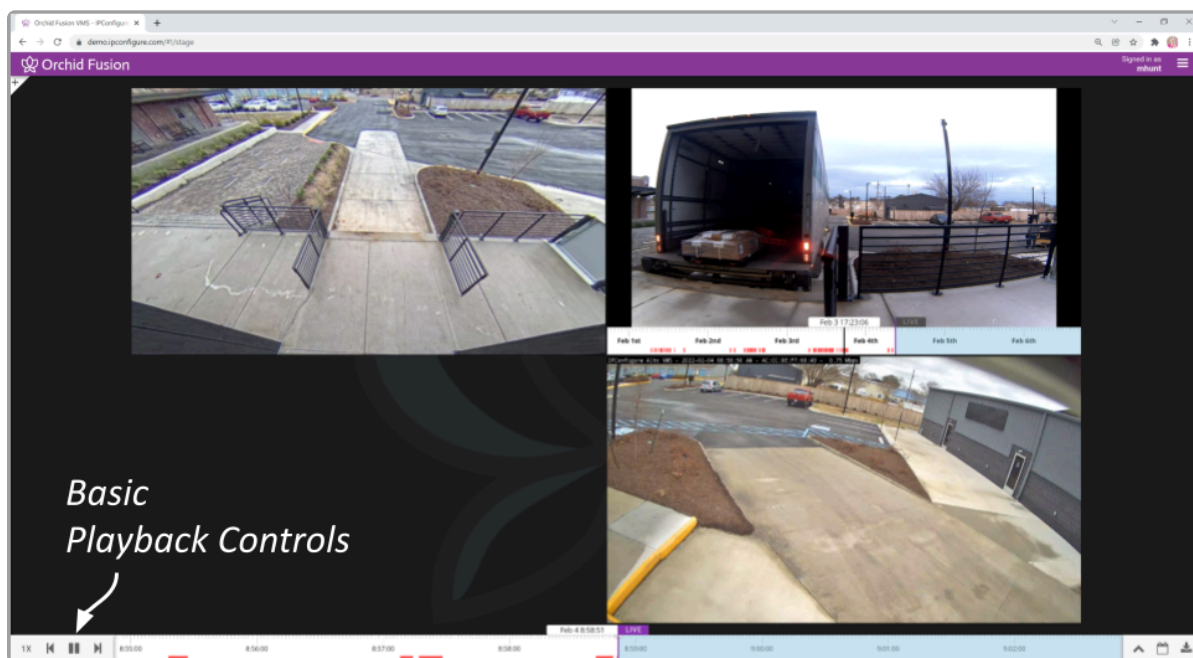 Orchid Fusion VMS - IPConfigur
demo.ipconfigure.com/#!/stage
Orchid Fusion
Signed in as
mhunt
Feb 3 17:23:06
LIVE
Feb 1st Feb 2nd Feb 3rd Feb 4th Feb 5th Feb 6th
Basic
Playback Controls
Feb 4 8:58:51
LIVE
1X 8:55:00 8:56:00 8:57:00 8:58:00 8:59:00 9:00:00 9:01:00 9:02:00